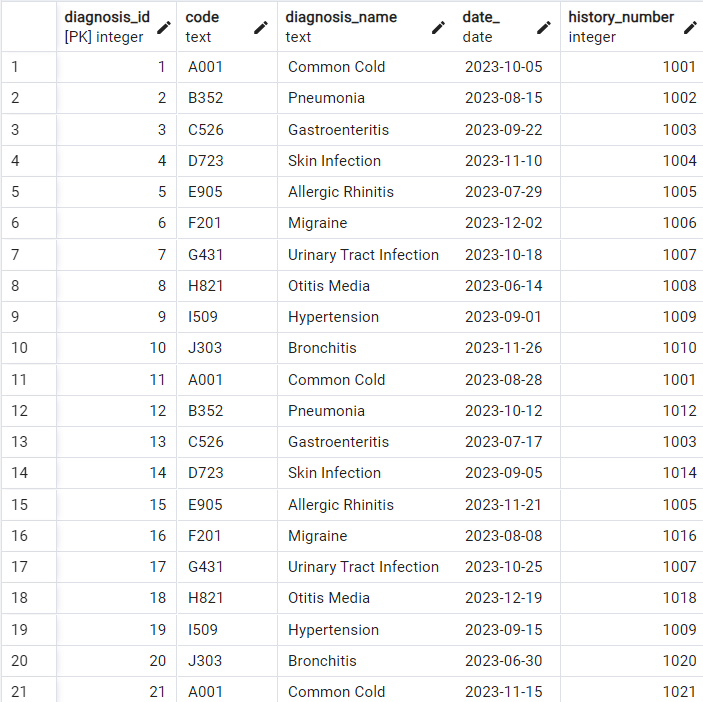 diagnosis_id code diagnosis_name date_ history_number
[PK] integer text text date integer
1 1 A001 Common Cold 2023-10-05 1001
2 2 B352 Pneumonia 2023-08-15 1002
3 3 C526 Gastroenteritis 2023-09-22 1003
4 4 D723 Skin Infection 2023-11-10 1004
5 5 E905 Allergic Rhinitis 2023-07-29 1005
6 6 F201 Migraine 2023-12-02 1006
7 7 G431 Urinary Tract Infection 2023-10-18 1007
8 8 H821 Otitis Media 2023-06-14 1008
9 9 I509 Hypertension 2023-09-01 1009
10 10 J303 Bronchitis 2023-11-26 1010
11 11 A001 Common Cold 2023-08-28 1001
12 12 B352 Pneumonia 2023-10-12 1012
13 13 C526 Gastroenteritis 2023-07-17 1003
14 14 D723 Skin Infection 2023-09-05 1014
15 15 E905 Allergic Rhinitis 2023-11-21 1005
16 16 F201 Migraine 2023-08-08 1016
17 17 G431 Urinary Tract Infection 2023-10-25 1007
18 18 H821 Otitis Media 2023-12-19 1018
19 19 I509 Hypertension 2023-09-15 1009
20 20 J303 Bronchitis 2023-06-30 1020
21 21 A001 Common Cold 2023-11-15 1021